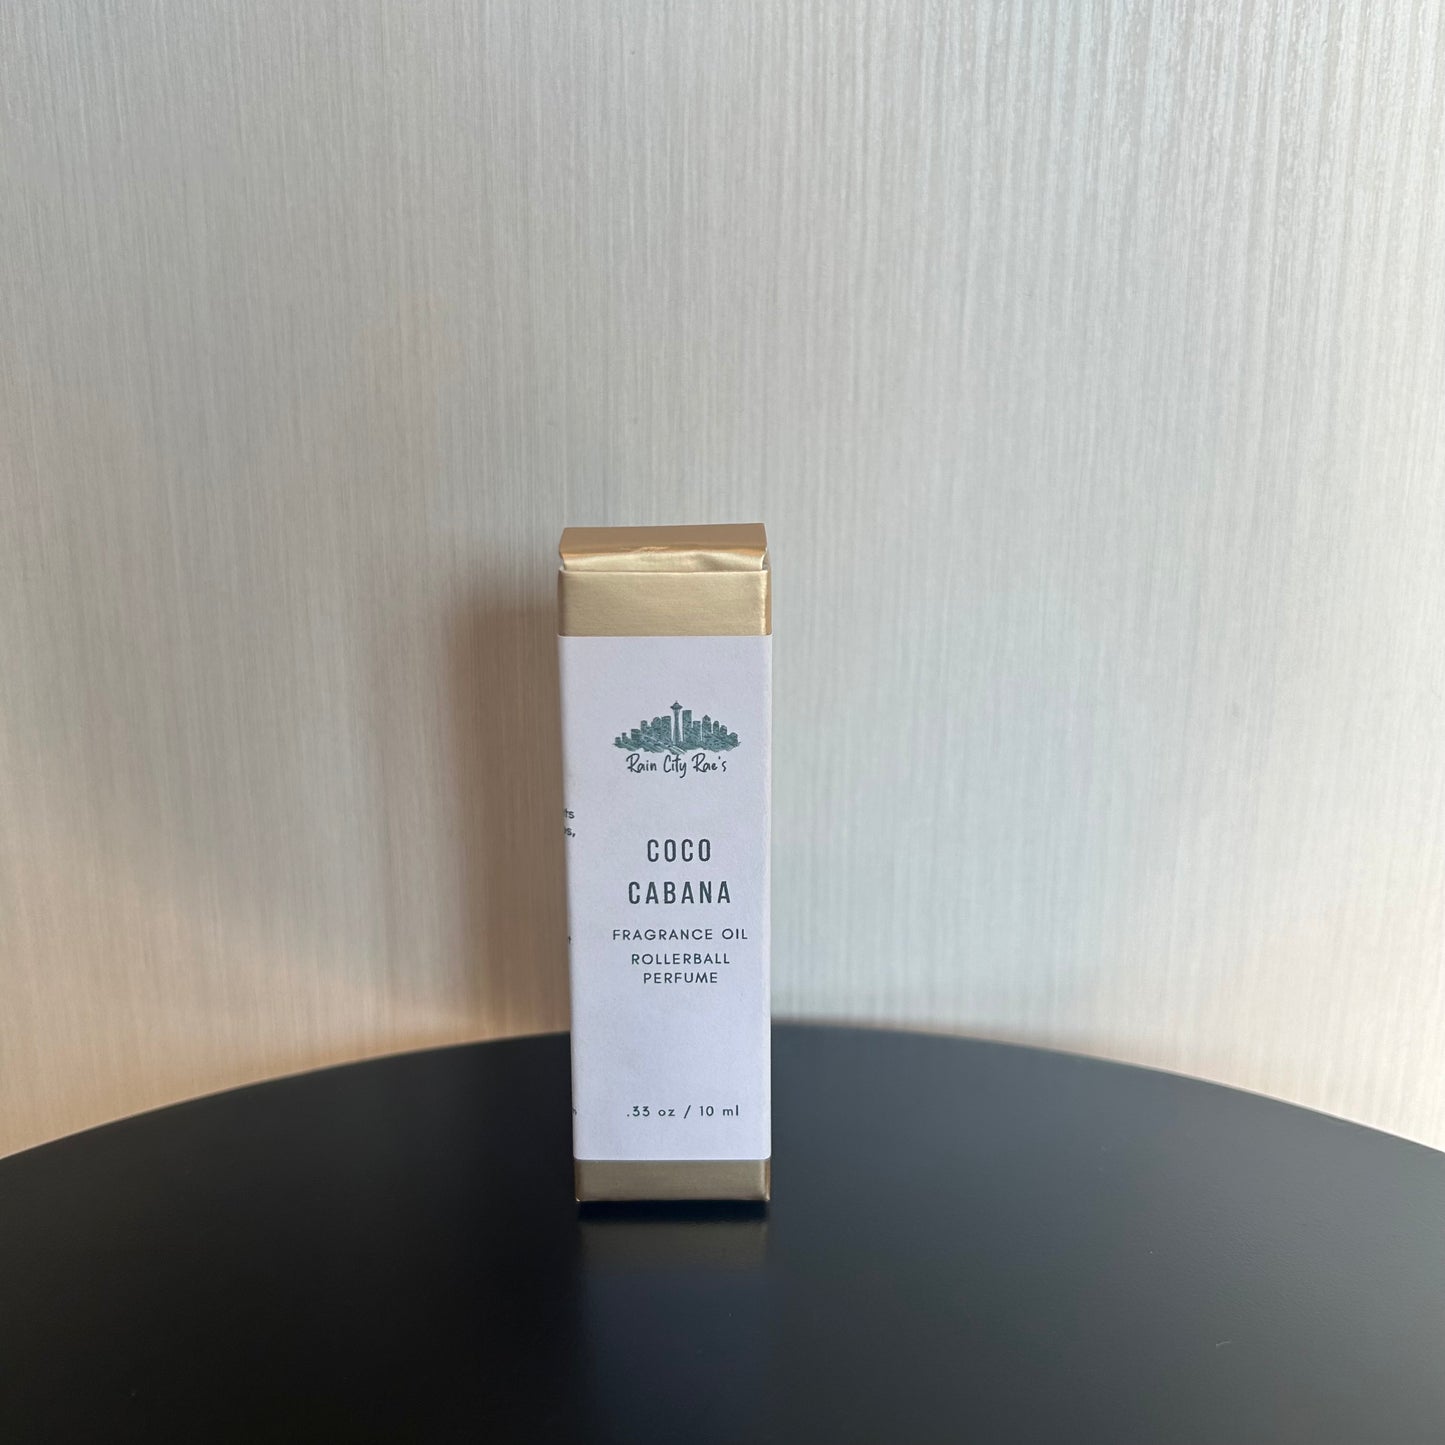 Rain City Rae's
COCO
CABANA
FRAGRANCE OIL
ROLLERBALL
PERFUME
.33 oz / 10 ml